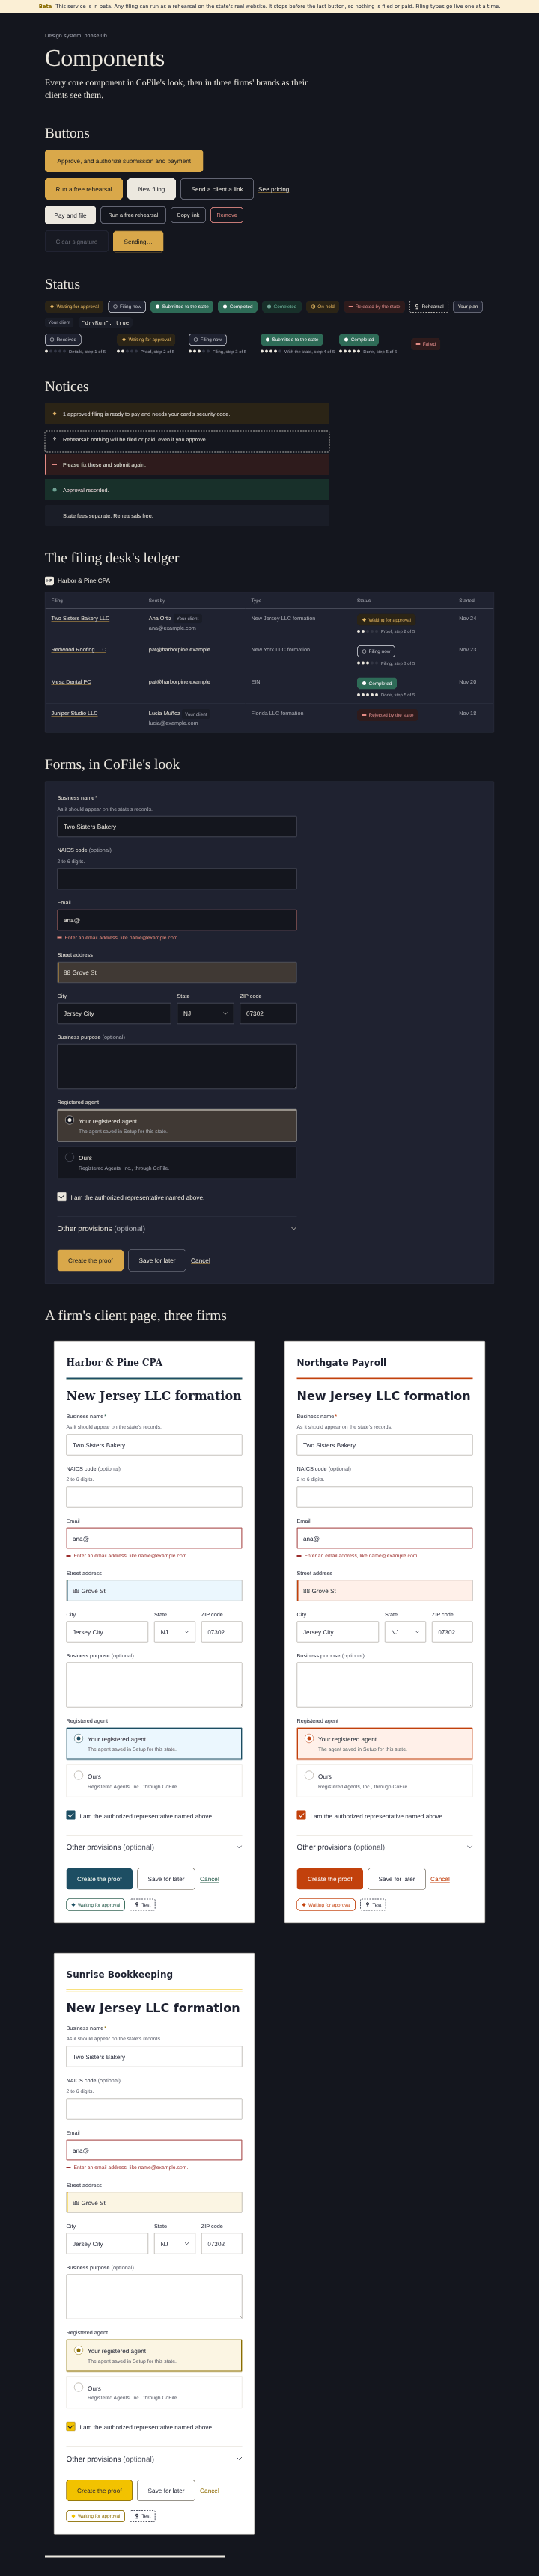 Beta This service is in beta. Any filing can run as a rehearsal on the state's real website. It stops before the last button, so nothing is filed or paid. Filing types go live one at a time.
Design system, phase 0b
Components
Every core component in CoFile's look, then in three firms' brands as their
clients see them.
Buttons
Approve, and authorize submission and payment
Run a free rehearsal New filing Send a client a link See pricing
Pay and file Run a free rehearsal Copy link Remove
Clear signature Sending…
Status
Waiting for approval Filing now Submitted to the state Completed Completed On hold Rejected by the state Rehearsal Your plan
Your client "dryRun": true
Received Waiting for approval Filing now Submitted to the state Completed Failed
Details, step 1 of 5 Proof, step 2 of 5 Filing, step 3 of 5 With the state, step 4 of 5 Done, step 5 of 5
Notices
1 approved filing is ready to pay and needs your card's security code.
Rehearsal: nothing will be filed or paid, even if you approve.
Please fix these and submit again.
Approval recorded.
State fees separate. Rehearsals free.
The filing desk's ledger
Harbor & Pine CPA
Filing Sent by Type Status Started
Two Sisters Bakery LLC Ana Ortiz Your client New Jersey LLC formation Waiting for approval Nov 24
ana@example.com Proof, step 2 of 5
Redwood Roofing LLC pat@harborpine.example New York LLC formation Filing now Nov 23
Filing, step 3 of 5
Mesa Dental PC pat@harborpine.example EIN Completed Nov 20
Done, step 5 of 5
Juniper Studio LLC Lucía Muñoz Your client Florida LLC formation Rejected by the state Nov 18
lucia@example.com
Forms, in CoFile's look
Business name*
As it should appear on the state's records.
Two Sisters Bakery
NAICS code (optional)
2 to 6 digits.
Email
ana@
Enter an email address, like name@example.com.
Street address
88 Grove St
City State ZIP code
Jersey City NJ 07302
Business purpose (optional)
Registered agent
Your registered agent
The agent saved in Setup for this state.
Ours
Registered Agents, Inc., through CoFile.
I am the authorized representative named above.
Other provisions (optional)
Create the proof Save for later Cancel
A firm's client page, three firms
Harbor & Pine CPA
New Jersey LLC formation
Business name*
As it should appear on the state's records.
Two Sisters Bakery
NAICS code (optional)
2 to 6 digits.
Email
ana@
Enter an email address, like name@example.com.
Street address
88 Grove St
City State ZIP code
Jersey City NJ 07302
Business purpose (optional)
Registered agent
Your registered agent
The agent saved in Setup for this state.
Ours
Registered Agents, Inc., through CoFile.
I am the authorized representative named above.
Other provisions (optional)
Create the proof Save for later Cancel
Waiting for approval Test
Northgate Payroll
New Jersey LLC formation
Business name*
As it should appear on the state's records.
Two Sisters Bakery
NAICS code (optional)
2 to 6 digits.
Email
ana@
Enter an email address, like name@example.com.
Street address
88 Grove St
City State ZIP code
Jersey City NJ 07302
Business purpose (optional)
Registered agent
Your registered agent
The agent saved in Setup for this state.
Ours
Registered Agents, Inc., through CoFile.
I am the authorized representative named above.
Other provisions (optional)
Create the proof Save for later Cancel
Waiting for approval Test
Sunrise Bookkeeping
New Jersey LLC formation
Business name*
As it should appear on the state's records.
Two Sisters Bakery
NAICS code (optional)
2 to 6 digits.
Email
ana@
Enter an email address, like name@example.com.
Street address
88 Grove St
City State ZIP code
Jersey City NJ 07302
Business purpose (optional)
Registered agent
Your registered agent
The agent saved in Setup for this state.
Ours
Registered Agents, Inc., through CoFile.
I am the authorized representative named above.
Other provisions (optional)
Create the proof Save for later Cancel
Waiting for approval Test